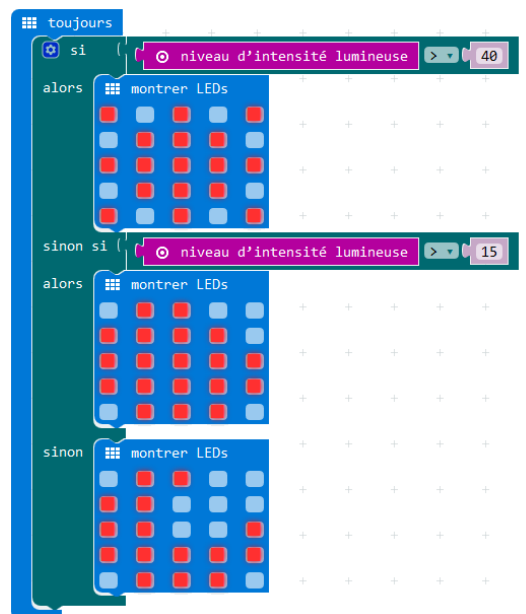 toujours
si niveau d'intensité lumineuse > 40
alors montrer LEDs
sinon si niveau d'intensité lumineuse > 15
alors montrer LEDs
sinon montrer LEDs